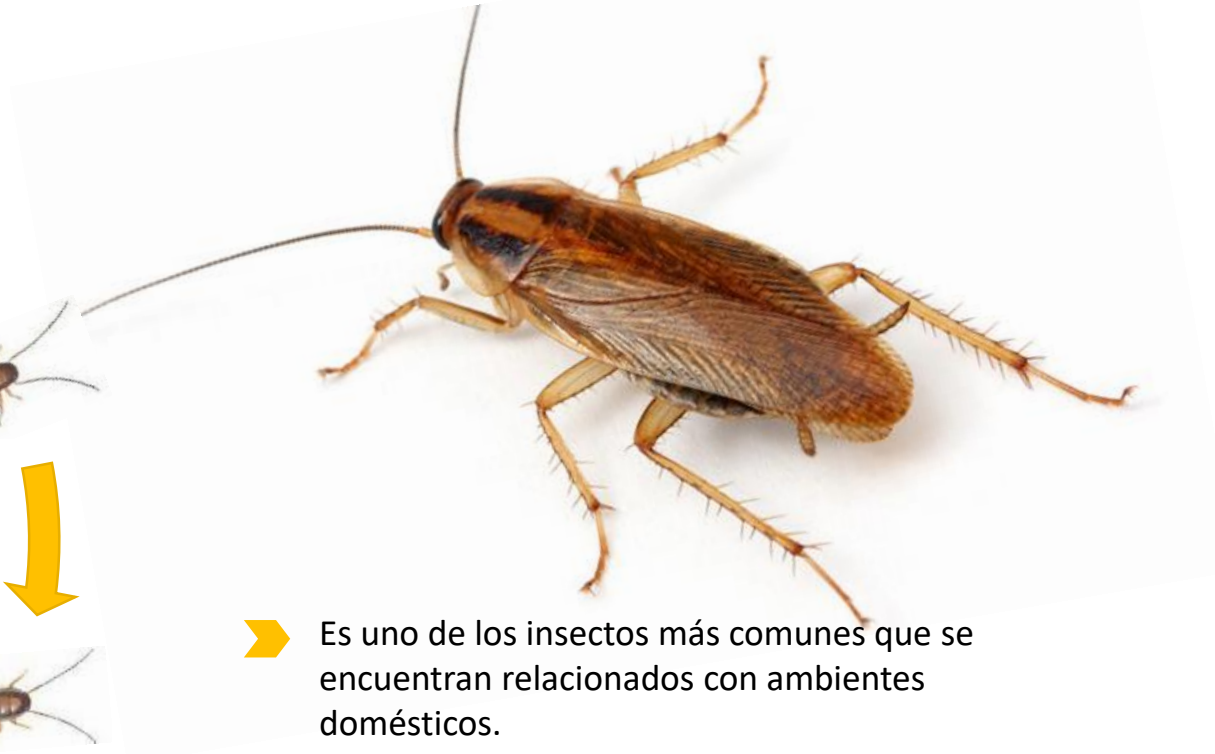 Es uno de los insectos más comunes que se
encuentran relacionados con ambientes
domésticos.